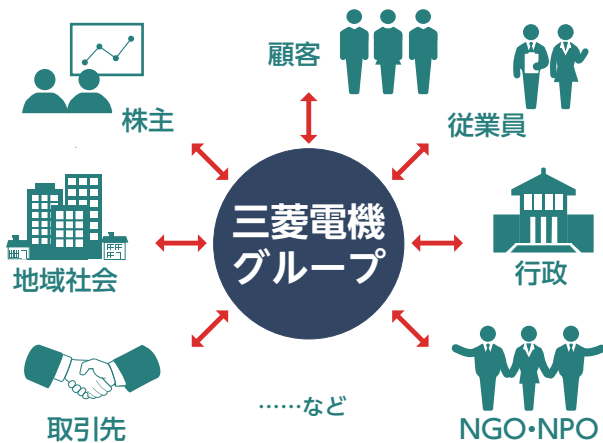 顧客
株主
従業員
三菱電機
グループ
地域社会
行政
取引先
……など
NGO・NPO